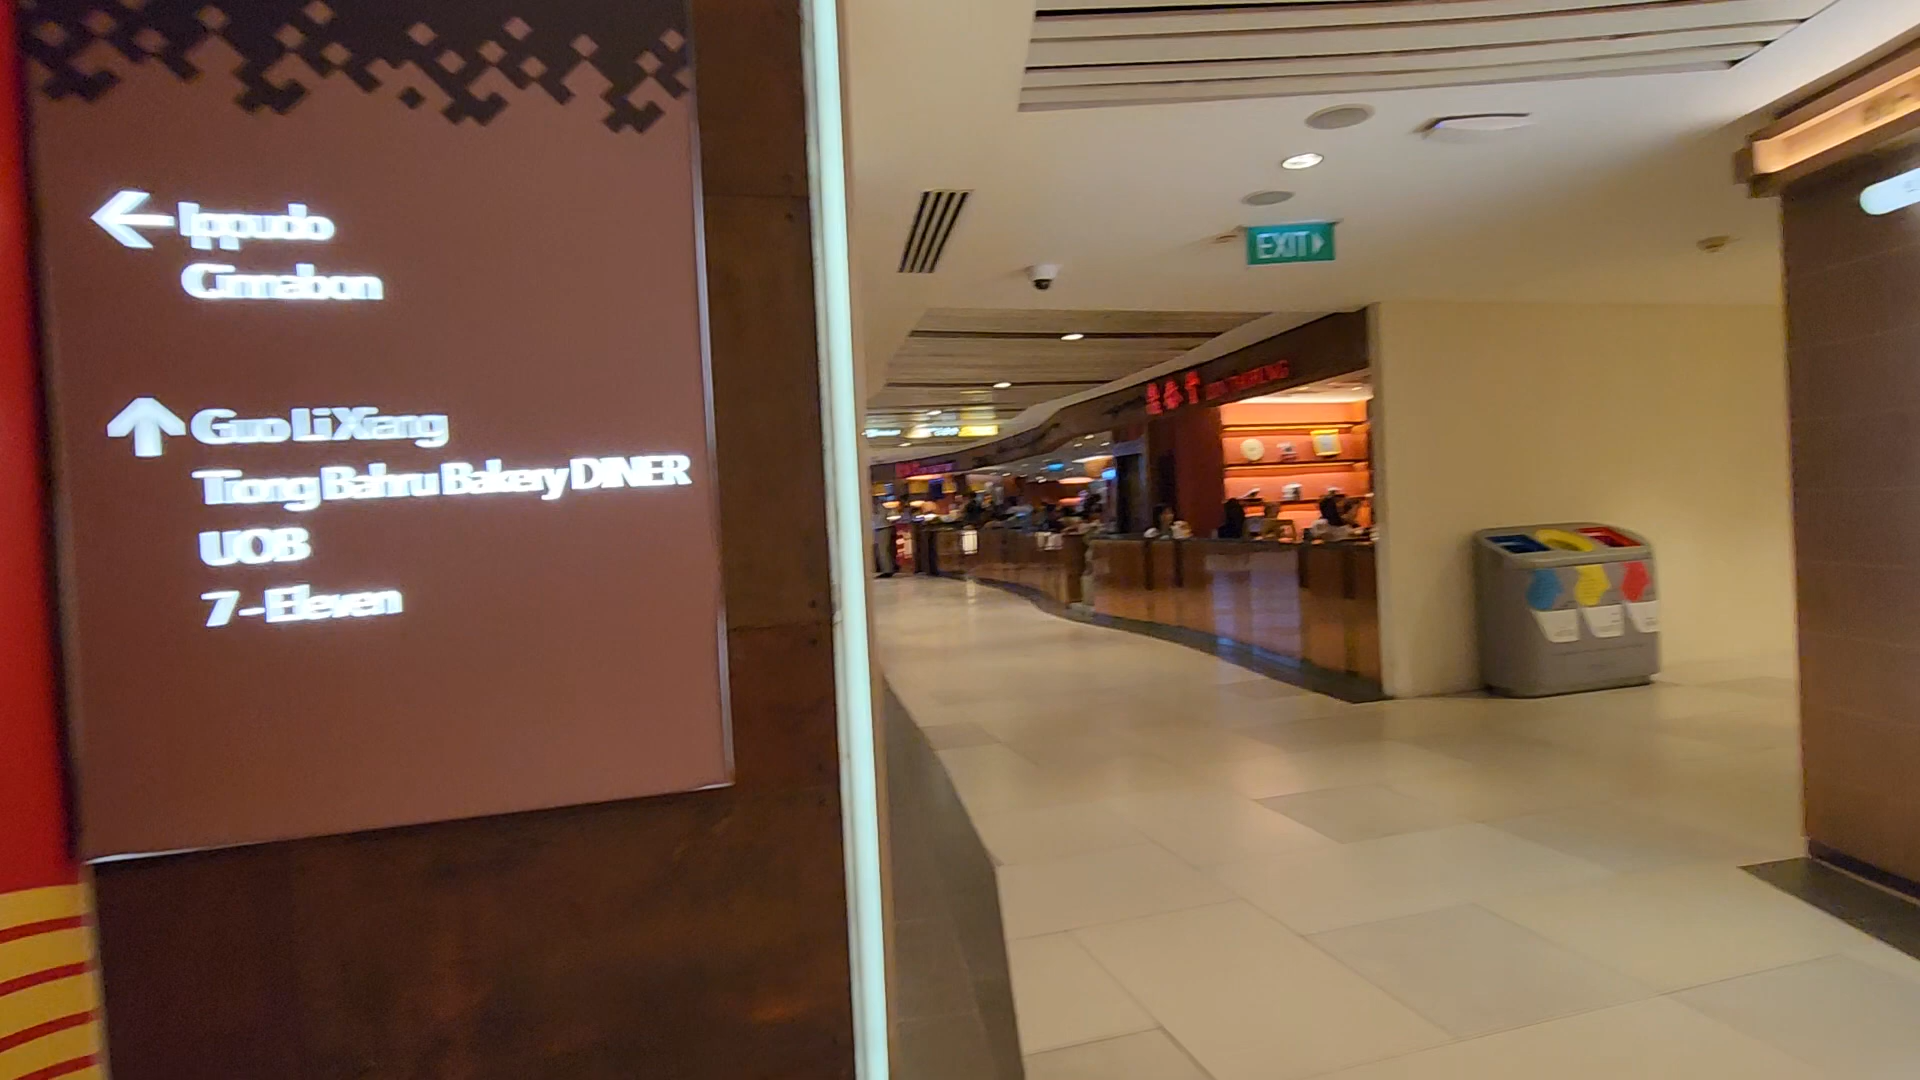 Ippudo
Cinnabon
Guo Li Xiang
Tiong Bahru Bakery DINER
UOB
7-Eleven
EXIT